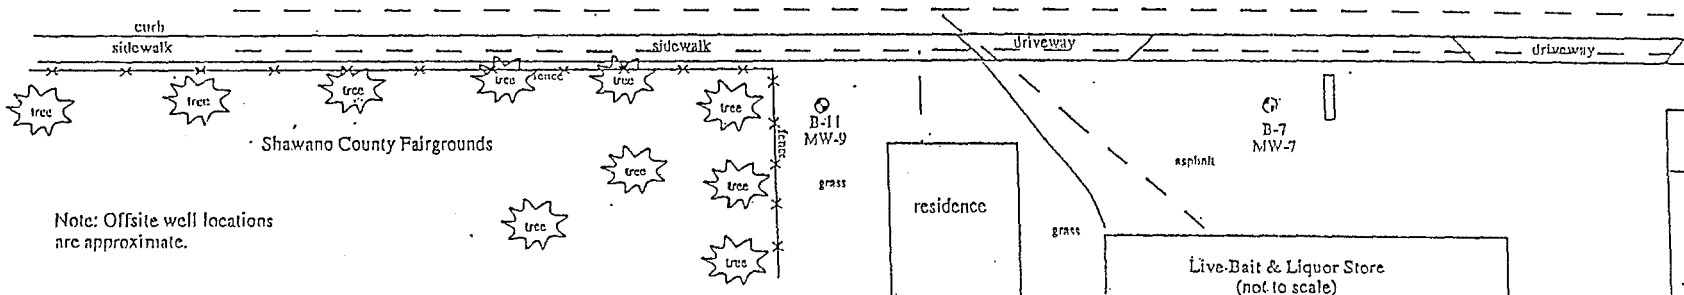 curb
sidewalk
sidewalk
driveway
driveway
tree
tree
tree
tree
fence
tree
tree
fence
B-11
MW-9
B-7
MW-7
Shawano County Fairgrounds
tree
tree
grass
asphalt
residence
Note: Offsite well locations
are approximate.
tree
grass
tree
Live Bait & Liquor Store
(not to scale)